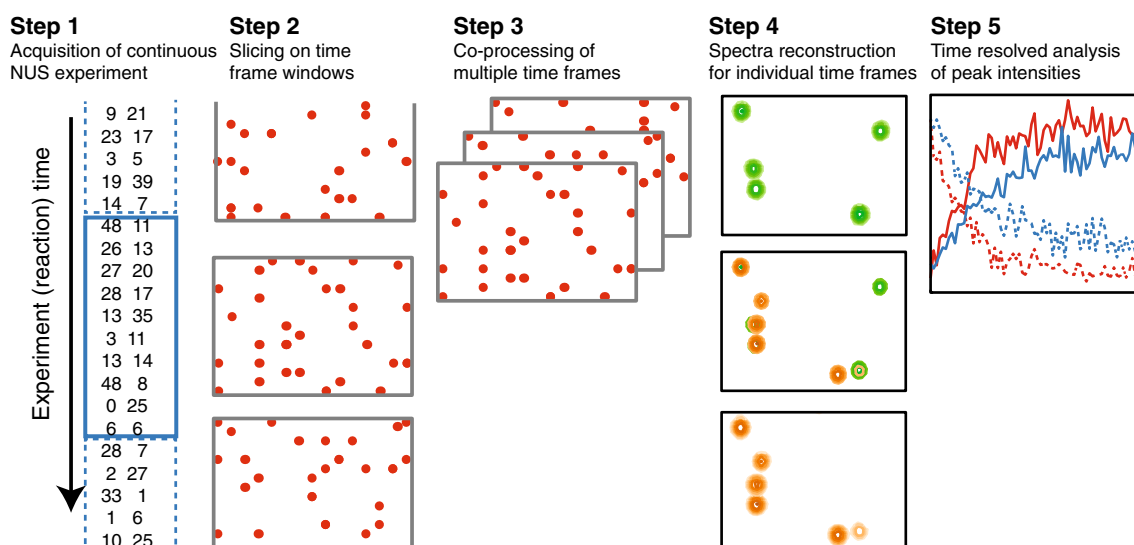 Step 1
Acquisition of continuous
NUS experiment
Step 2
Slicing on time
frame windows
Step 3
Co-processing of
multiple time frames
Step 4
Spectra reconstruction
for individual time frames
Step 5
Time resolved analysis
of peak intensities
Experiment (reaction) time
9 21
23 17
3 5
19 39
14 7
48 11
26 13
27 20
28 17
13 35
3 11
13 14
48 8
0 25
6 6
28 7
2 27
33 1
1 6
10 25